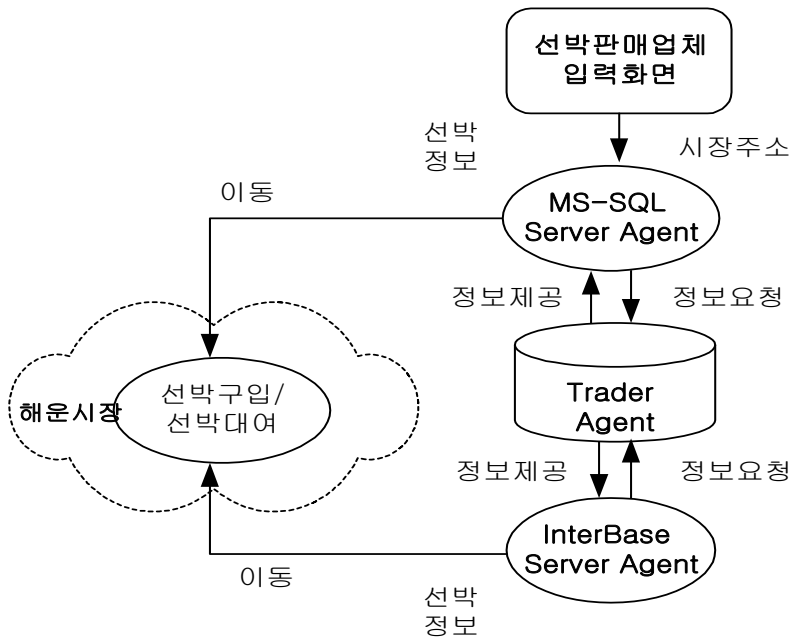 선박판매업체
입력화면
선박
정보
시장주소
이동
MS-SQL
Server Agent
정보제공
정보요청
해운시장
선박구입/
선박대여
Trader
Agent
정보제공
정보요청
InterBase
Server Agent
이동
선박
정보